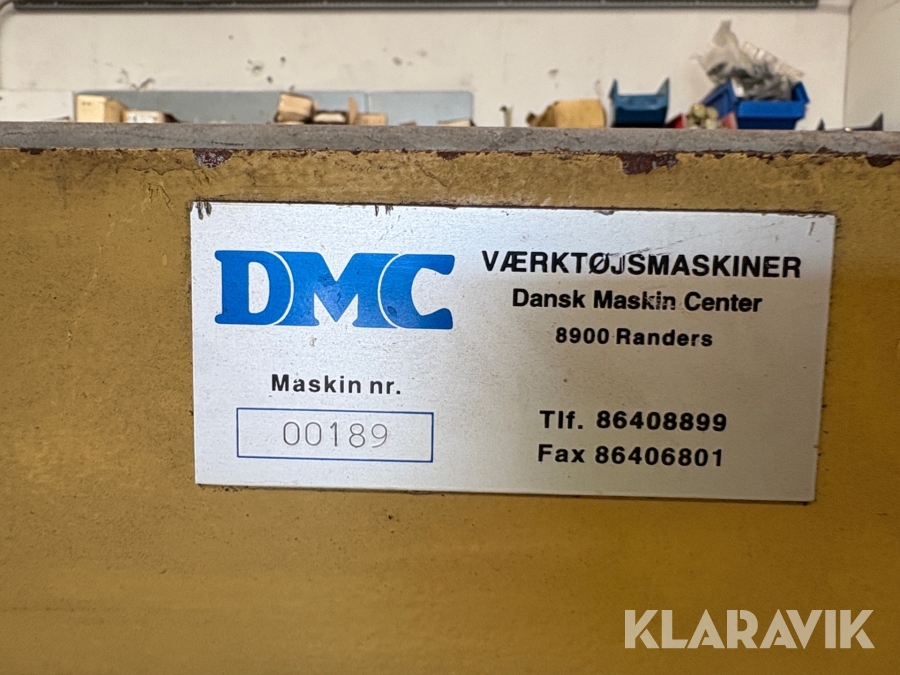 DMC
VÆRKTØJSMASKINER
Dansk Maskin Center
8900 Randers
Maskin nr.
00189
Tlf. 86408899
Fax 86406801
KLARAVIK